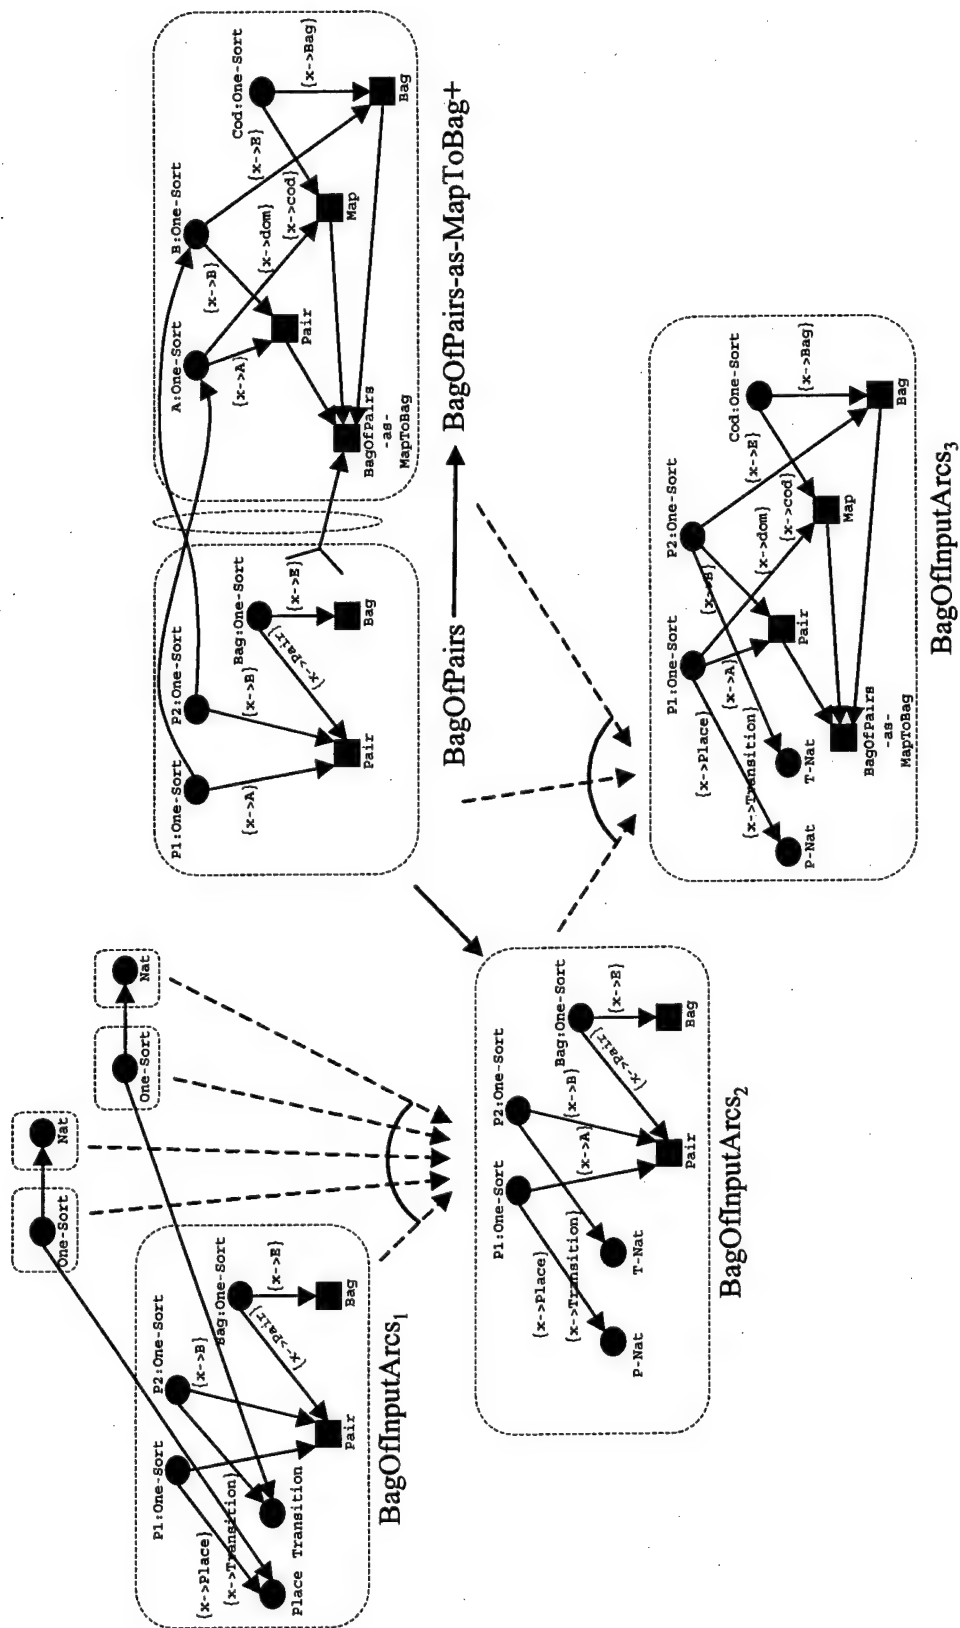 One-Sort
Nat
One-Sort
Nat
P1:One-Sort
P2:One-Sort
{x->Place}
{x->Transition}
{x->B}
Bag:One-Sort
{x->Pair}
{x->E}
Place Transition
Pair
Bag
BagOfInputArcs1
P1:One-Sort
P2:One-Sort
{x->A}
{x->B}
Bag:One-Sort
{x->Pair}
{x->E}
Pair
Bag
BagOfPairs
A:One-Sort
B:One-Sort
Cod:One-Sort
{x->A}
{x->B}
{x->dom}
{x->cod}
{x->E}
{x->Bag}
Pair
Map
Bag
BagOfPairs
-as-
MapToBag
BagOfPairs-as-MapToBag+
P1:One-Sort
P2:One-Sort
{x->Place}
{x->Transition}
{x->A}
{x->B}
Bag:One-Sort
{x->Pair}
{x->E}
P-Nat
T-Nat
Pair
Bag
BagOfInputArcs2
P1:One-Sort
P2:One-Sort
Cod:One-Sort
{x->Place}
{x->Transition}
{x->A}
{x->B}
{x->dom}
{x->cod}
{x->E}
{x->Bag}
P-Nat
T-Nat
Pair
Map
Bag
BagOfPairs
-as-
MapToBag
BagOfInputArcs3